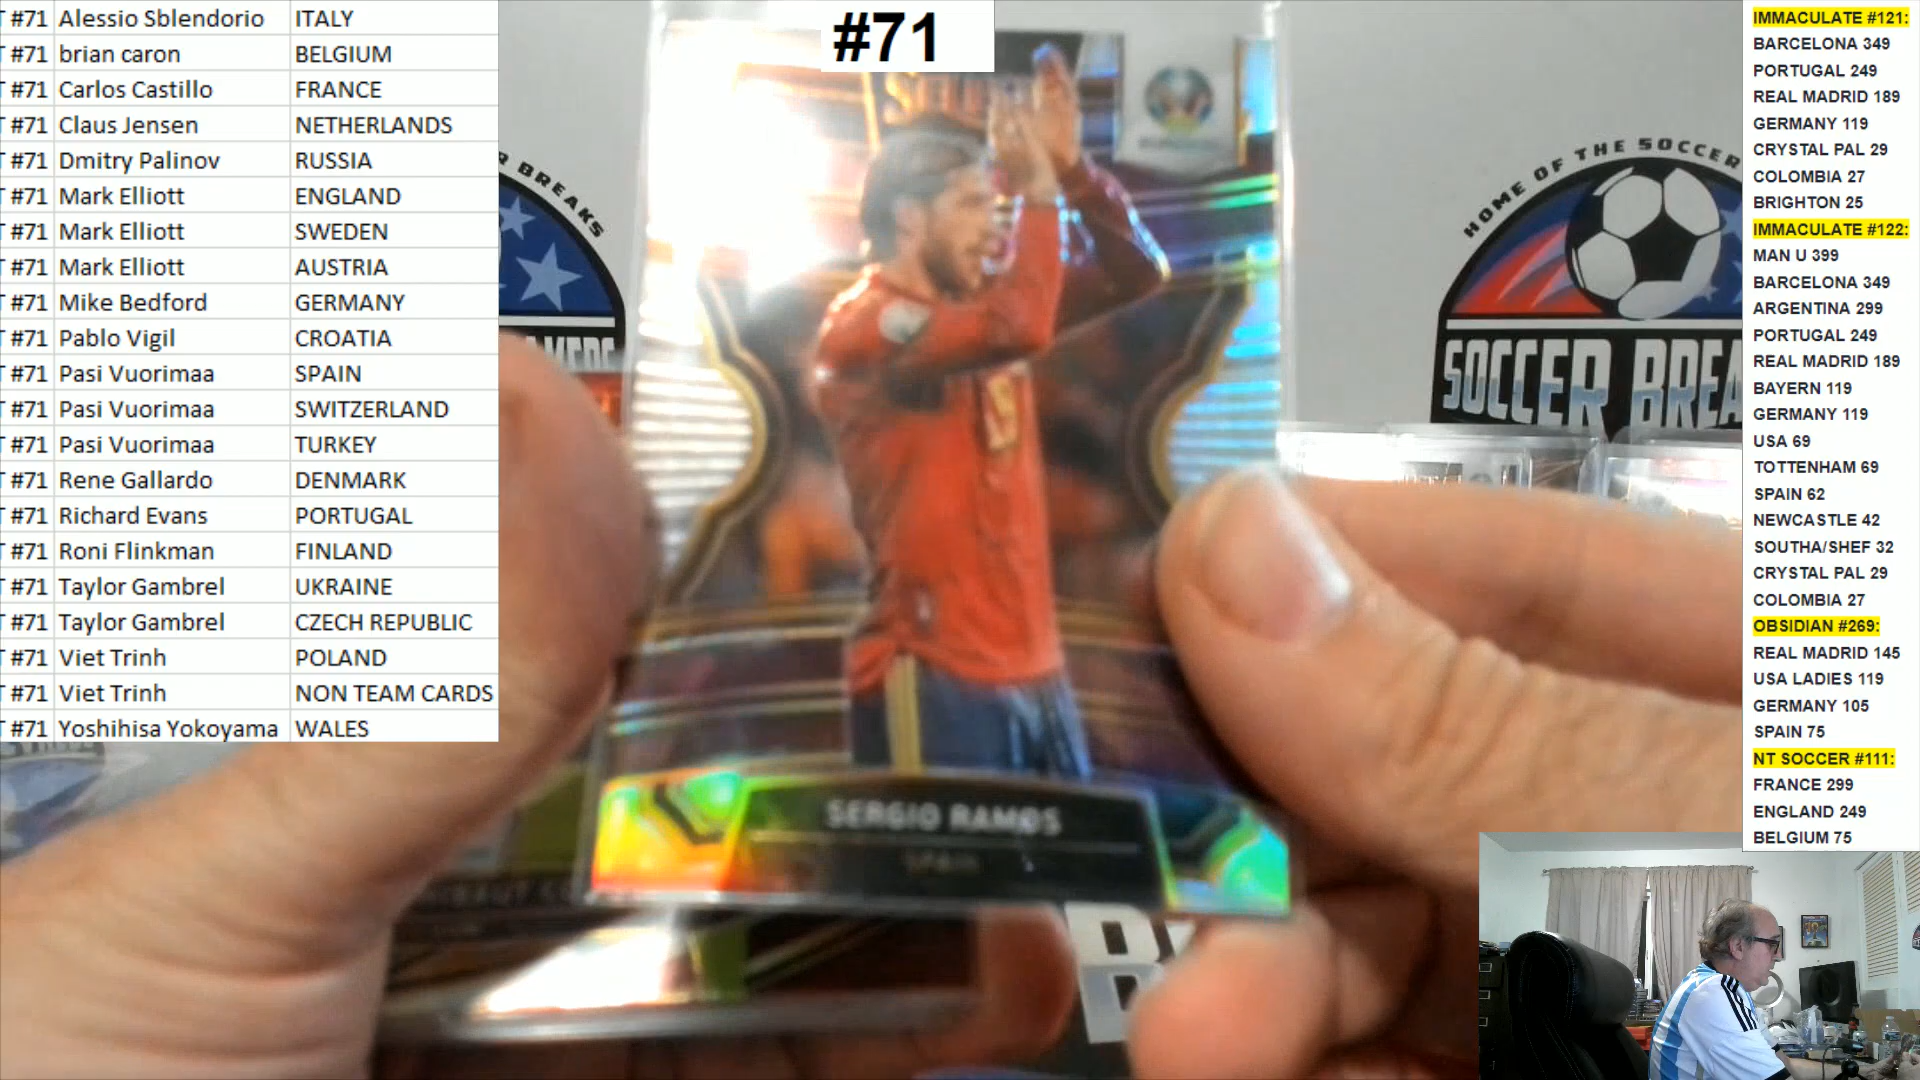 T #71 Alessio Sblendorio ITALY
T #71 brian caron BELGIUM
T #71 Carlos Castillo FRANCE
T #71 Claus Jensen NETHERLANDS
T #71 Dmitry Palinov RUSSIA
T #71 Mark Elliott ENGLAND
T #71 Mark Elliott SWEDEN
T #71 Mark Elliott AUSTRIA
T #71 Mike Bedford GERMANY
T #71 Pablo Vigil CROATIA
T #71 Pasi Vuorimaa SPAIN
T #71 Pasi Vuorimaa SWITZERLAND
T #71 Pasi Vuorimaa TURKEY
T #71 Rene Gallardo DENMARK
T #71 Richard Evans PORTUGAL
T #71 Roni Flinkman FINLAND
T #71 Taylor Gambrel UKRAINE
T #71 Taylor Gambrel CZECH REPUBLIC
T #71 Viet Trinh POLAND
T #71 Viet Trinh NON TEAM CARDS
T #71 Yoshihisa Yokoyama WALES
#71
R BREAKS
SERGIO RAMOS
SPAIN
HOME OF THE SOCCER
SOCCER BREA
IMMACULATE #121:
BARCELONA 349
PORTUGAL 249
REAL MADRID 189
GERMANY 119
CRYSTAL PAL 29
COLOMBIA 27
BRIGHTON 25
IMMACULATE #122:
MAN U 399
BARCELONA 349
ARGENTINA 299
PORTUGAL 249
REAL MADRID 189
BAYERN 119
GERMANY 119
USA 69
TOTTENHAM 69
SPAIN 62
NEWCASTLE 42
SOUTHA/SHEF 32
CRYSTAL PAL 29
COLOMBIA 27
OBSIDIAN #269:
REAL MADRID 145
USA LADIES 119
GERMANY 105
SPAIN 75
NT SOCCER #111:
FRANCE 299
ENGLAND 249
BELGIUM 75